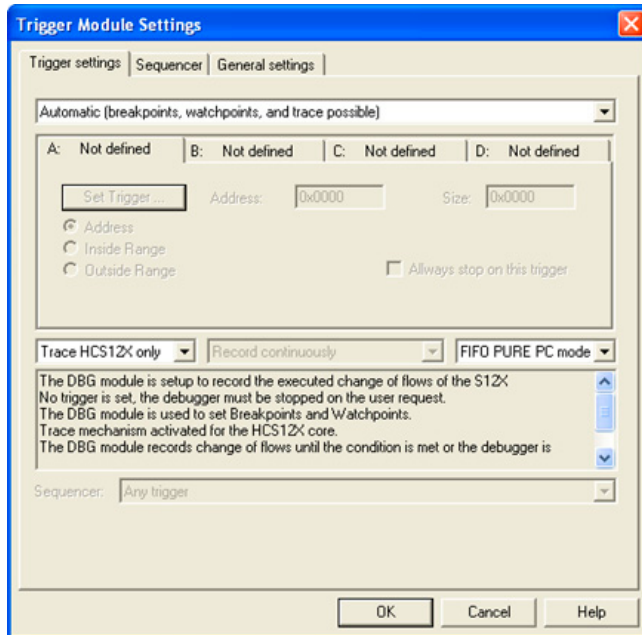 Trigger Module Settings
Trigger settings Sequencer General settings
Automatic (breakpoints, watchpoints, and trace possible)
A: Not defined B: Not defined C: Not defined D: Not defined
Set Trigger ... Address: 0x0000 Size: 0x0000
Address
Inside Range
Outside Range Allways stop on this trigger
Trace HCS12X only Record continuously FIFO PURE PC mode
The DBG module is setup to record the executed change of flows of the S12X
No trigger is set, the debugger must be stopped on the user request.
The DBG module is used to set Breakpoints and Watchpoints.
Trace mechanism activated for the HCS12X core.
The DBG module records change of flows until the condition is met or the debugger is
Sequencer: Any trigger
OK Cancel Help